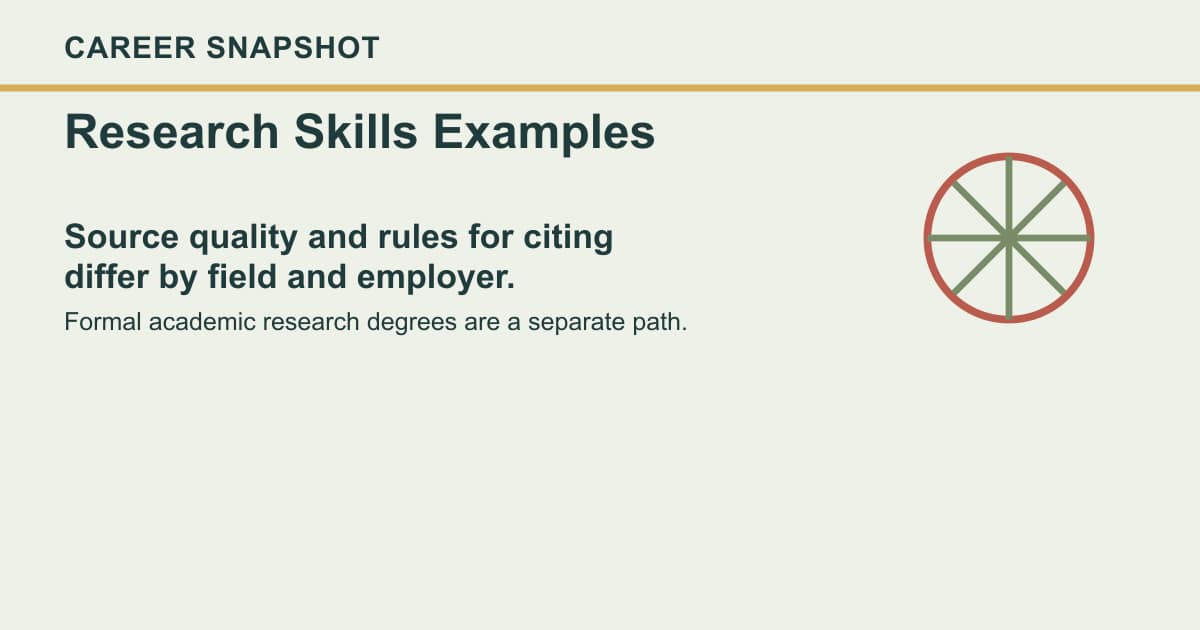 CAREER SNAPSHOT
Research Skills Examples
Source quality and rules for citing
differ by field and employer.
Formal academic research degrees are a separate path.